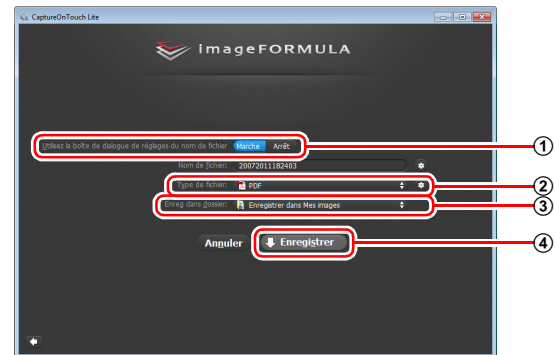 CaptureOnTouch Lite
imageFORMULA
Utilisez la boîte de dialogue de réglages du nom de fichier Marche Arrêt
①
Nom de fichier: 20072011182403
Type de fichier: PDF
②
Enreg dans dossier: Enregistrer dans Mes images
③
Annuler Enregistrer
④